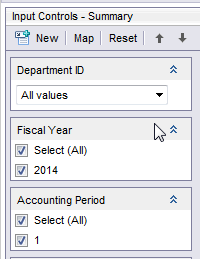 Input Controls - Summary
New Map Reset
Department ID
All values
Fiscal Year
Select (All)
2014
Accounting Period
Select (All)
1